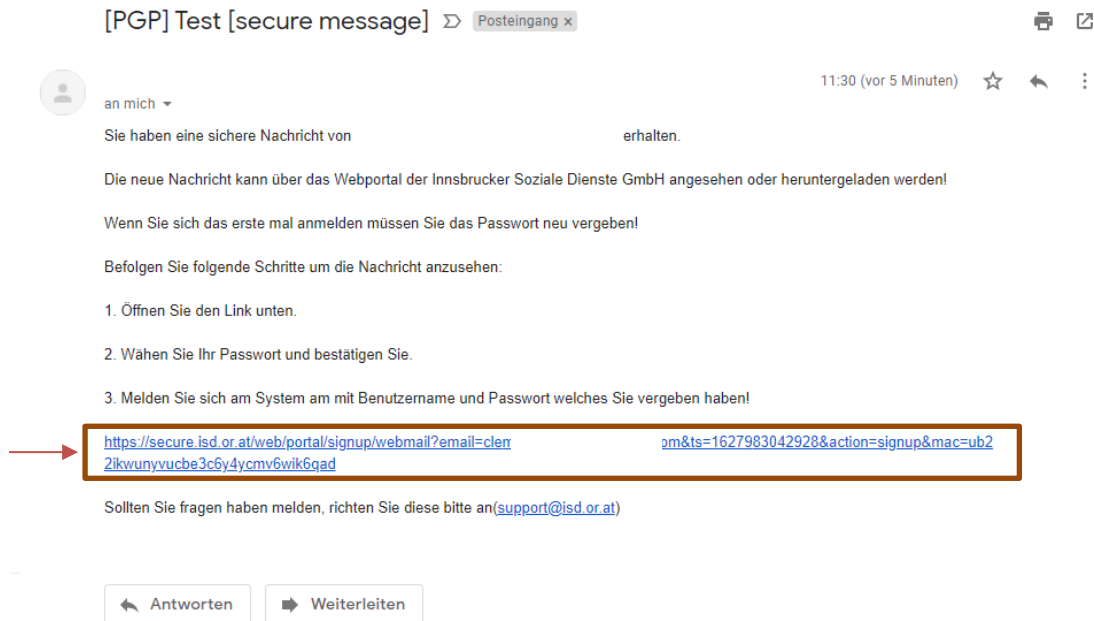 [PGP] Test [secure message] Posteingang x
11:30 (vor 5 Minuten)
an mich
Sie haben eine sichere Nachricht von erhalten.
Die neue Nachricht kann über das Webportal der Innsbrucker Soziale Dienste GmbH angesehen oder heruntergeladen werden!
Wenn Sie sich das erste mal anmelden müssen Sie das Passwort neu vergeben!
Befolgen Sie folgende Schritte um die Nachricht anzusehen:
1. Öffnen Sie den Link unten.
2. Wähen Sie Ihr Passwort und bestätigen Sie.
3. Melden Sie sich am System am mit Benutzername und Passwort welches Sie vergeben haben!
https://secure.isd.or.at/web/portal/signup/webmail?email=clem om&ts=1627983042928&action=signup&mac=ub2
2ikwunyvucbe3c6y4ycmv6wik6qad
Sollten Sie fragen haben melden, richten Sie diese bitte an(support@isd.or.at)
Antworten Weiterleiten